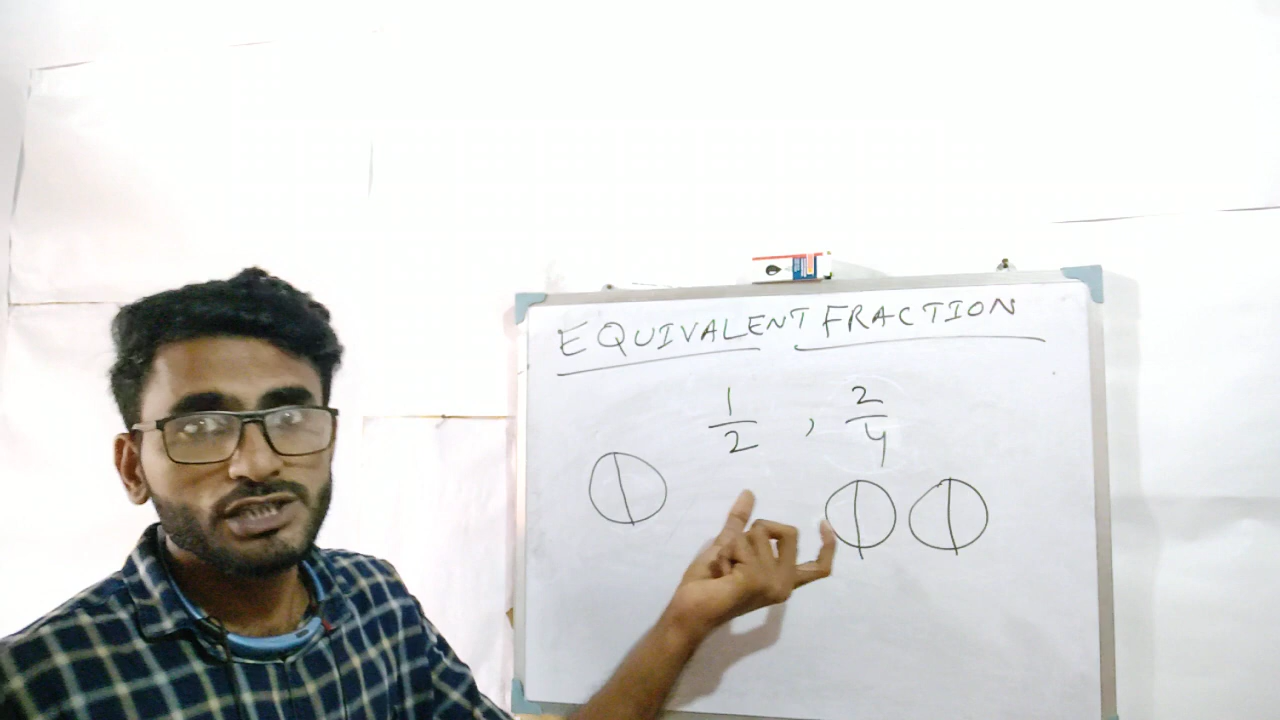 EQUIVALENT FRACTION
1/2 , 2/4